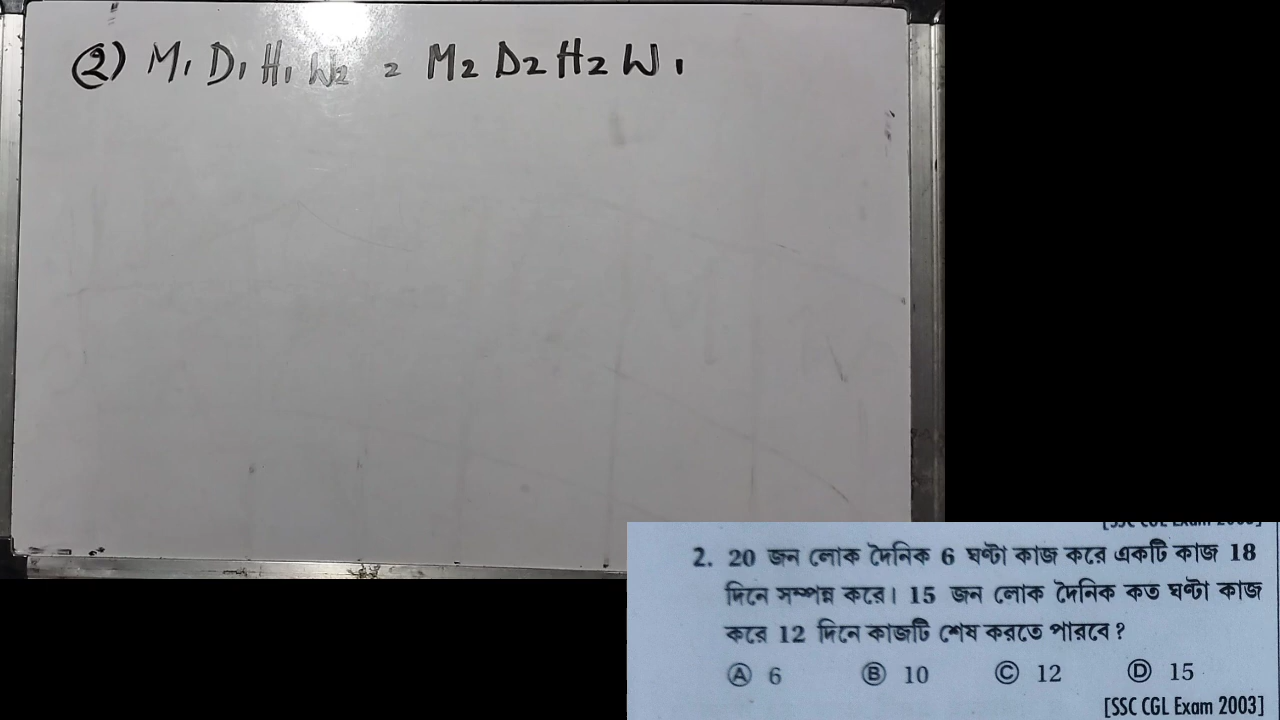 (2) M₁ D₁ H₁ W₂ = M₂ D₂ H₂ W₁
2. 20 জন লোক দৈনিক 6 ঘণ্টা কাজ করে একটি কাজ 18
দিনে সম্পন্ন করে। 15 জন লোক দৈনিক কত ঘণ্টা কাজ
করে 12 দিনে কাজটি শেষ করতে পারবে?
Ⓐ 6 Ⓑ 10 Ⓒ 12 Ⓓ 15
[SSC CGL Exam 2003]